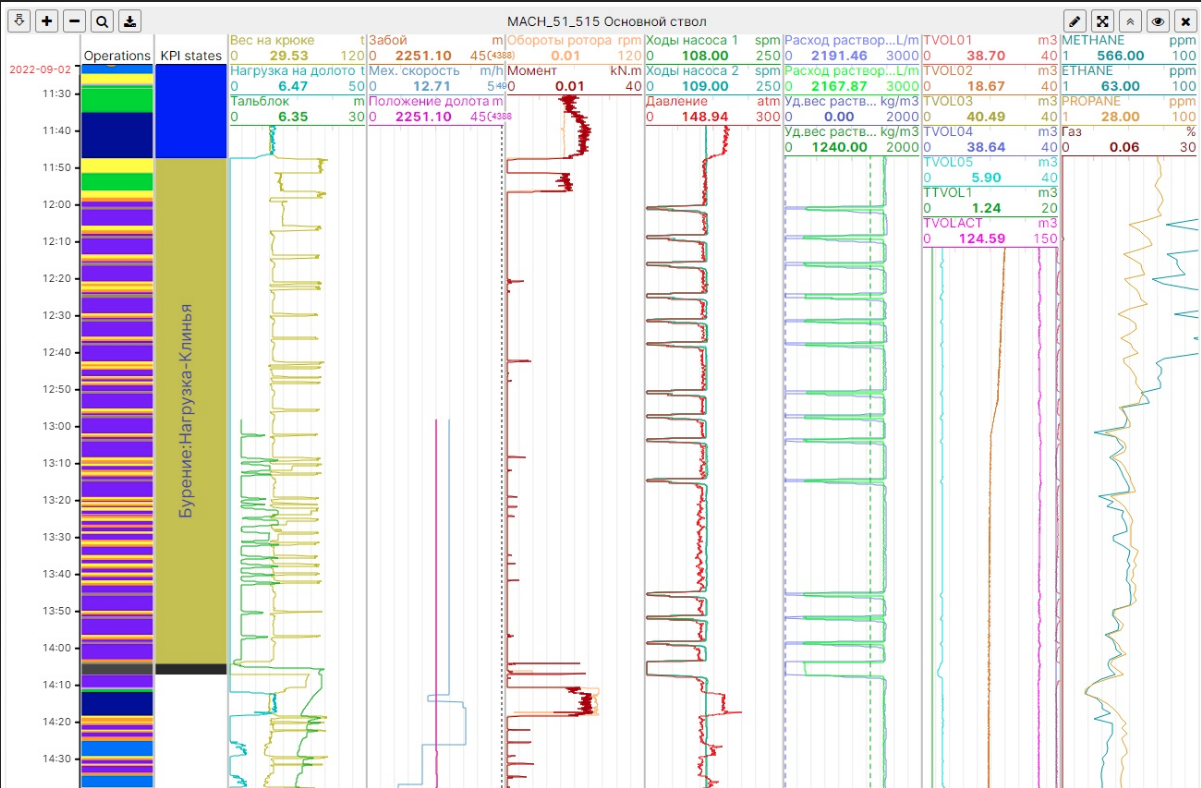 MACH_51_515 Основной ствол
Operations
KPI states
Вес на крюке t
0 29.53 120
Нагрузка на долото t
0 6.47 50
Тальблок m
0 6.35 30
Забой m
0 2251.10
Мех. скорость m/h
0 12.71
Положение долота m
0 2251.10
Обороты ротора rpm
0 0.01 120
Момент kN.m
0 0.01 40
Ходы насоса 1 spm
0 108.00 250
Ходы насоса 2 spm
0 109.00 250
Давление atm
0 148.94 300
Расход раствор...L/m
0 2191.46 3000
Расход раствор...L/m
0 2167.87 3000
Уд.вес раств... kg/m3
0 0.00 2000
Уд.вес раств... kg/m3
0 1240.00 2000
TVOL01 m3
0 38.70 40
TVOL02 m3
0 18.67 40
TVOL03 m3
0 40.49 40
TVOL04 m3
0 38.64 40
TVOL05 m3
0 5.90 40
TTVOL1 m3
0 1.24 20
TVOLACT m3
0 124.59 150
METHANE ppm
1 566.00 100
ETHANE ppm
1 63.00 100
PROPANE ppm
1 28.00 100
Газ %
0 0.06 30
2022-09-02
11:30
11:40
11:50
12:00
12:10
12:20
12:30
12:40
12:50
13:00
13:10
13:20
13:30
13:40
13:50
14:00
14:10
14:20
14:30
Бурение:Нагрузка-Клинья